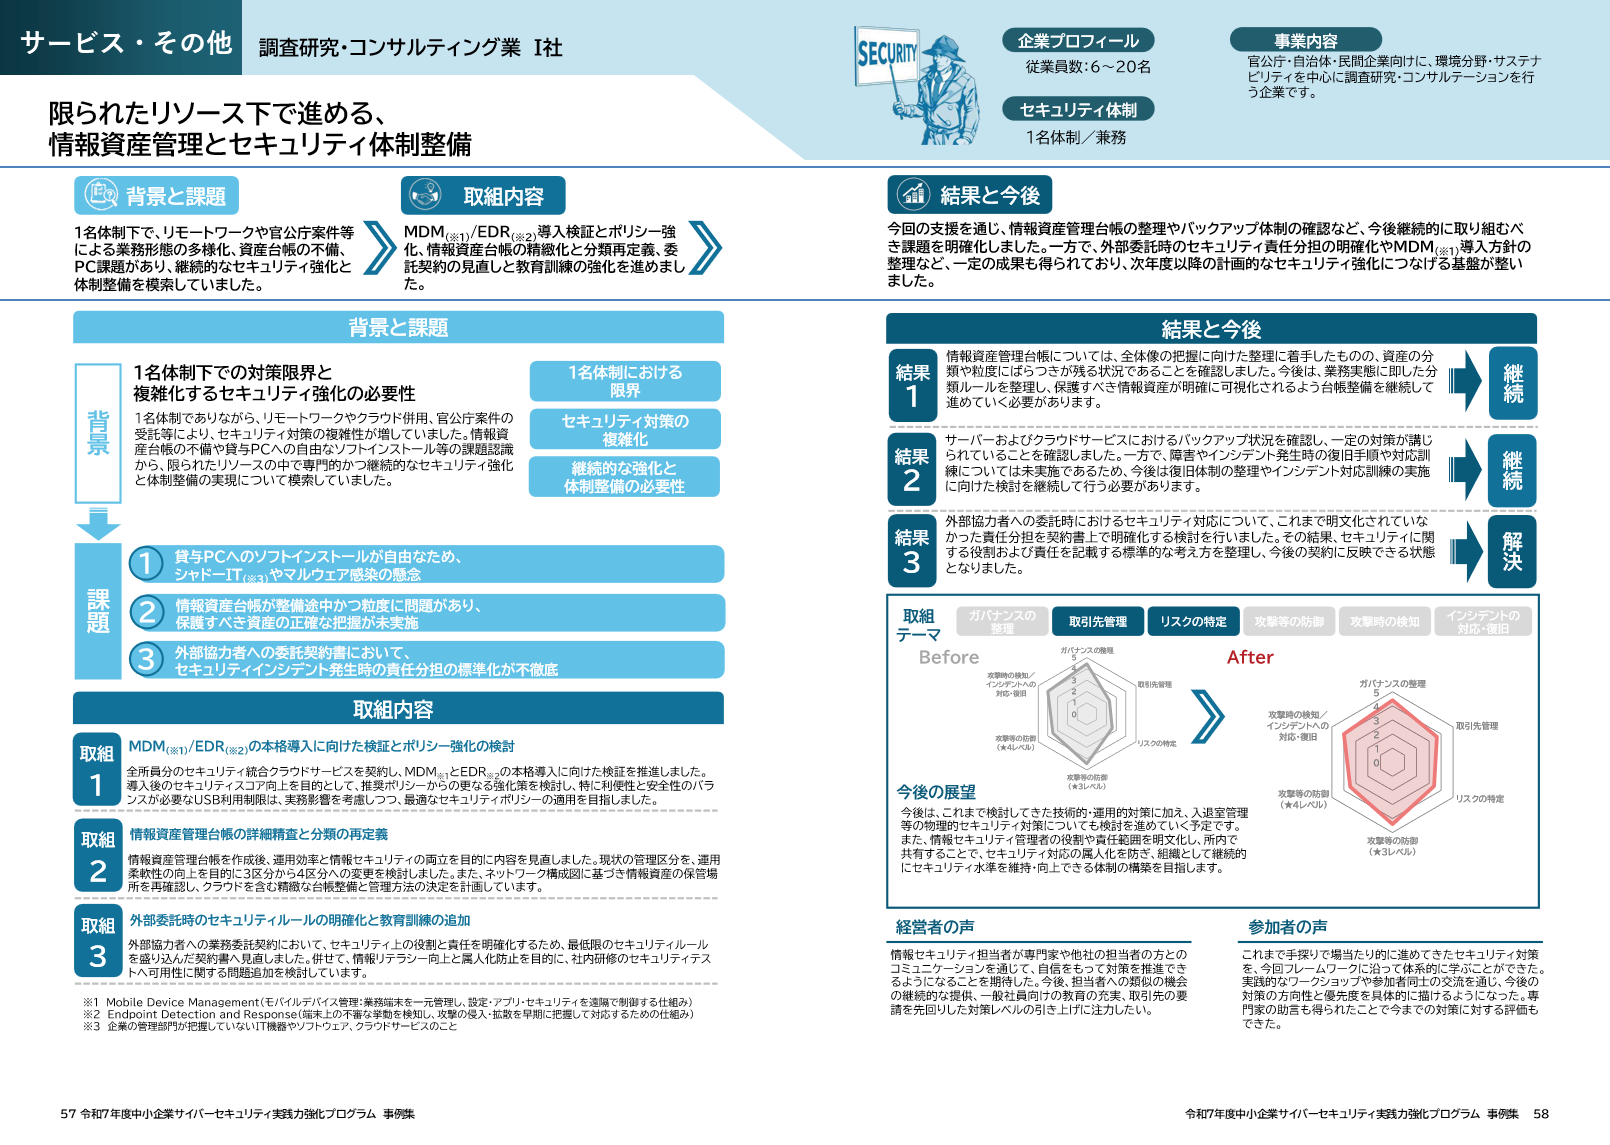 サービス・その他
調査研究・コンサルティング業 I社
限られたリソース下で進める、
情報資産管理とセキュリティ体制整備
SECURITY
企業プロフィール
従業員数：6～20名
セキュリティ体制
1名体制／兼務
事業内容
官公庁・自治体・民間企業向けに、環境分野・サステナ
ビリティを中心に調査研究・コンサルテーションを行
う企業です。
背景と課題
1名体制下で、リモートワークや官公庁案件等
による業務形態の多様化、資産台帳の不備、
PC課題があり、継続的なセキュリティ強化と
体制整備を模索していました。
取組内容
MDM(※1)/EDR(※2)導入検証とポリシー強
化、情報資産台帳の精緻化と分類再定義、委
託契約の見直しと教育訓練の強化を進めまし
た。
結果と今後
今回の支援を通じ、情報資産管理台帳の整理やバックアップ体制の確認など、今後継続的に取り組むべ
き課題を明確化しました。一方で、外部委託時のセキュリティ責任分担の明確化やMDM(※1)導入方針の
整理など、一定の成果も得られており、次年度以降の計画的なセキュリティ強化につなげる基盤が整い
ました。
背景と課題
背景
1名体制下での対策限界と
複雑化するセキュリティ強化の必要性
1名体制でありながら、リモートワークやクラウド併用、官公庁案件の
受託等により、セキュリティ対策の複雑性が増していました。情報資
産台帳の不備や貸与PCへの自由なソフトインストール等の課題認識
から、限られたリソースの中で専門的かつ継続的なセキュリティ強化
と体制整備の実現について模索していました。
1名体制における
限界
セキュリティ対策の
複雑化
継続的な強化と
体制整備の必要性
課題
1 貸与PCへのソフトインストールが自由なため、
シャドーIT(※3)やマルウェア感染の懸念
2 情報資産台帳が整備途中かつ粒度に問題があり、
保護すべき資産の正確な把握が未実施
3 外部協力者への委託契約書において、
セキュリティインシデント発生時の責任分担の標準化が不徹底
取組内容
取組
1
MDM(※1)/EDR(※2)の本格導入に向けた検証とポリシー強化の検討
全所員分のセキュリティ統合クラウドサービスを契約し、MDM※1とEDR※2の本格導入に向けた検証を推進しました。
導入後のセキュリティスコア向上を目的として、推奨ポリシーからの更なる強化策を検討し、特に利便性と安全性のバラ
ンスが必要なUSB利用制限は、実務影響を考慮しつつ、最適なセキュリティポリシーの適用を目指しました。
取組
2
情報資産管理台帳の詳細精査と分類の再定義
情報資産管理台帳を作成後、運用効率と情報セキュリティの両立を目的に内容を見直しました。現状の管理区分を、運用
柔軟性の向上を目的に3区分から4区分への変更を検討しました。また、ネットワーク構成図に基づき情報資産の保管場
所を再確認し、クラウドを含む精緻な台帳整備と管理方法の決定を計画しています。
取組
3
外部委託時のセキュリティルールの明確化と教育訓練の追加
外部協力者への業務委託契約において、セキュリティ上の役割と責任を明確化するため、最低限のセキュリティルール
を盛り込んだ契約書へ見直しました。併せて、情報リテラシー向上と属人化防止を目的に、社内研修のセキュリティテス
トへ可用性に関する問題追加を検討しています。
※1 Mobile Device Management（モバイルデバイス管理：業務端末を一元管理し、設定・アプリ・セキュリティを遠隔で制御する仕組み）
※2 Endpoint Detection and Response（端末上の不審な挙動を検知し、攻撃の侵入・拡散を早期に把握して対応するための仕組み）
※3 企業の管理部門が把握していないIT機器やソフトウェア、クラウドサービスのこと
結果と今後
結果
1
情報資産管理台帳については、全体像の把握に向けた整理に着手したものの、資産の分
類や粒度にばらつきが残る状況であることを確認しました。今後は、業務実態に即した分
類ルールを整理し、保護すべき情報資産が明確に可視化されるよう台帳整備を継続して
進めていく必要があります。
継続
結果
2
サーバーおよびクラウドサービスにおけるバックアップ状況を確認し、一定の対策が講じ
られていることを確認しました。一方で、障害やインシデント発生時の復旧手順や対応訓
練については未実施であるため、今後は復旧体制の整理やインシデント対応訓練の実施
に向けた検討を継続して行う必要があります。
継続
結果
3
外部協力者への委託時におけるセキュリティ対応について、これまで明文化されていな
かった責任分担を契約書上で明確化する検討を行いました。その結果、セキュリティに関
する役割および責任を記載する標準的な考え方を整理し、今後の契約に反映できる状態
となりました。
解決
取組
テーマ
ガバナンスの
整理
取引先管理
リスクの特定
攻撃等の防御
攻撃時の検知
インシデントの
対応・復旧
Before
ガバナンスの整理
取引先管理
リスクの特定
攻撃等の防御
（★3レベル）
攻撃等の防御
（★4レベル）
攻撃時の検知／
インシデントへの
対応・復旧
5
4
3
2
1
0
After
ガバナンスの整理
取引先管理
リスクの特定
攻撃等の防御
（★3レベル）
攻撃等の防御
（★4レベル）
攻撃時の検知／
インシデントへの
対応・復旧
5
4
3
2
1
0
今後の展望
今後は、これまで検討してきた技術的・運用的対策に加え、入退室管理
等の物理的セキュリティ対策についても検討を進めていく予定です。
また、情報セキュリティ管理者の役割や責任範囲を明文化し、所内で
共有することで、セキュリティ対応の属人化を防ぎ、組織として継続的
にセキュリティ水準を維持・向上できる体制の構築を目指します。
経営者の声
情報セキュリティ担当者が専門家や他社の担当者の方との
コミュニケーションを通じて、自信をもって対策を推進でき
るようになることを期待した。今後、担当者への類似の機会
の継続的な提供、一般社員向けの教育の充実、取引先の要
請を先回りした対策レベルの引き上げに注力したい。
参加者の声
これまで手探りで場当たり的に進めてきたセキュリティ対策
を、今回フレームワークに沿って体系的に学ぶことができた。
実践的なワークショップや参加者同士の交流を通じ、今後の
対策の方向性と優先度を具体的に描けるようになった。専
門家の助言も得られたことで今までの対策に対する評価も
できた。
57 令和7年度中小企業サイバーセキュリティ実践力強化プログラム 事例集
令和7年度中小企業サイバーセキュリティ実践力強化プログラム 事例集 58